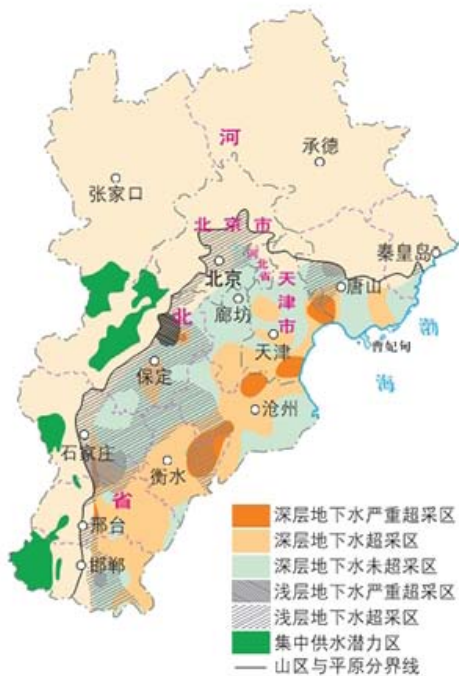 河
承德
张家口
北京市
秦皇岛
河北省
北京
天津市
唐山
廊坊
北
渤海
曹妃甸
天津
保定
沧州
石家庄
衡水
省
邢台
邯郸
深层地下水严重超采区
深层地下水超采区
深层地下水未超采区
浅层地下水严重超采区
浅层地下水超采区
集中供水潜力区
山区与平原分界线